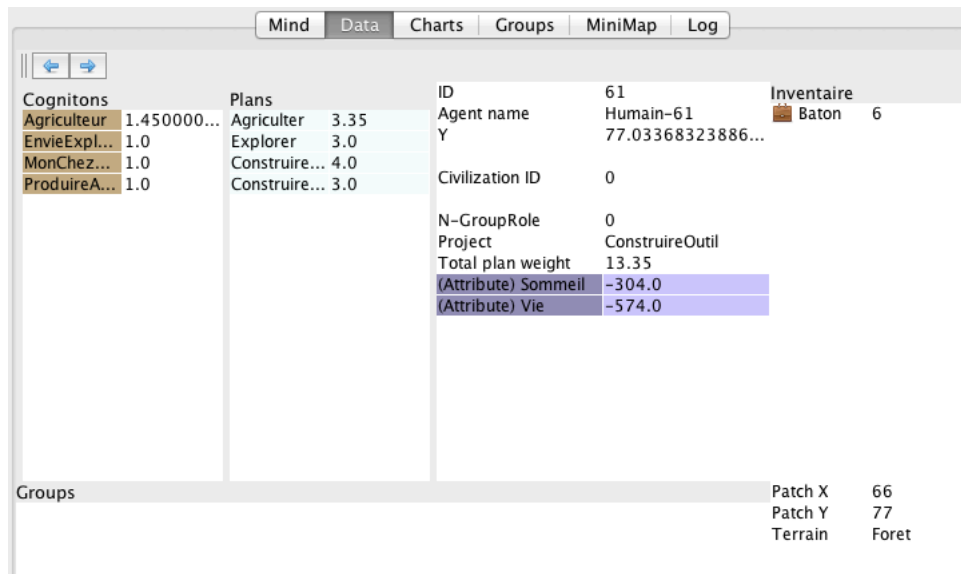 Mind Data Charts Groups MiniMap Log
Cognitons
Agriculteur 1.450000...
EnvieExpl... 1.0
MonChez... 1.0
ProduireA... 1.0
Plans
Agriculter 3.35
Explorer 3.0
Construire... 4.0
Construire... 3.0
ID 61
Agent name Humain-61
Y 77.03368323886...
Civilization ID 0
N-GroupRole 0
Project ConstruireOutil
Total plan weight 13.35
(Attribute) Sommeil -304.0
(Attribute) Vie -574.0
Inventaire
Baton 6
Groups
Patch X 66
Patch Y 77
Terrain Foret